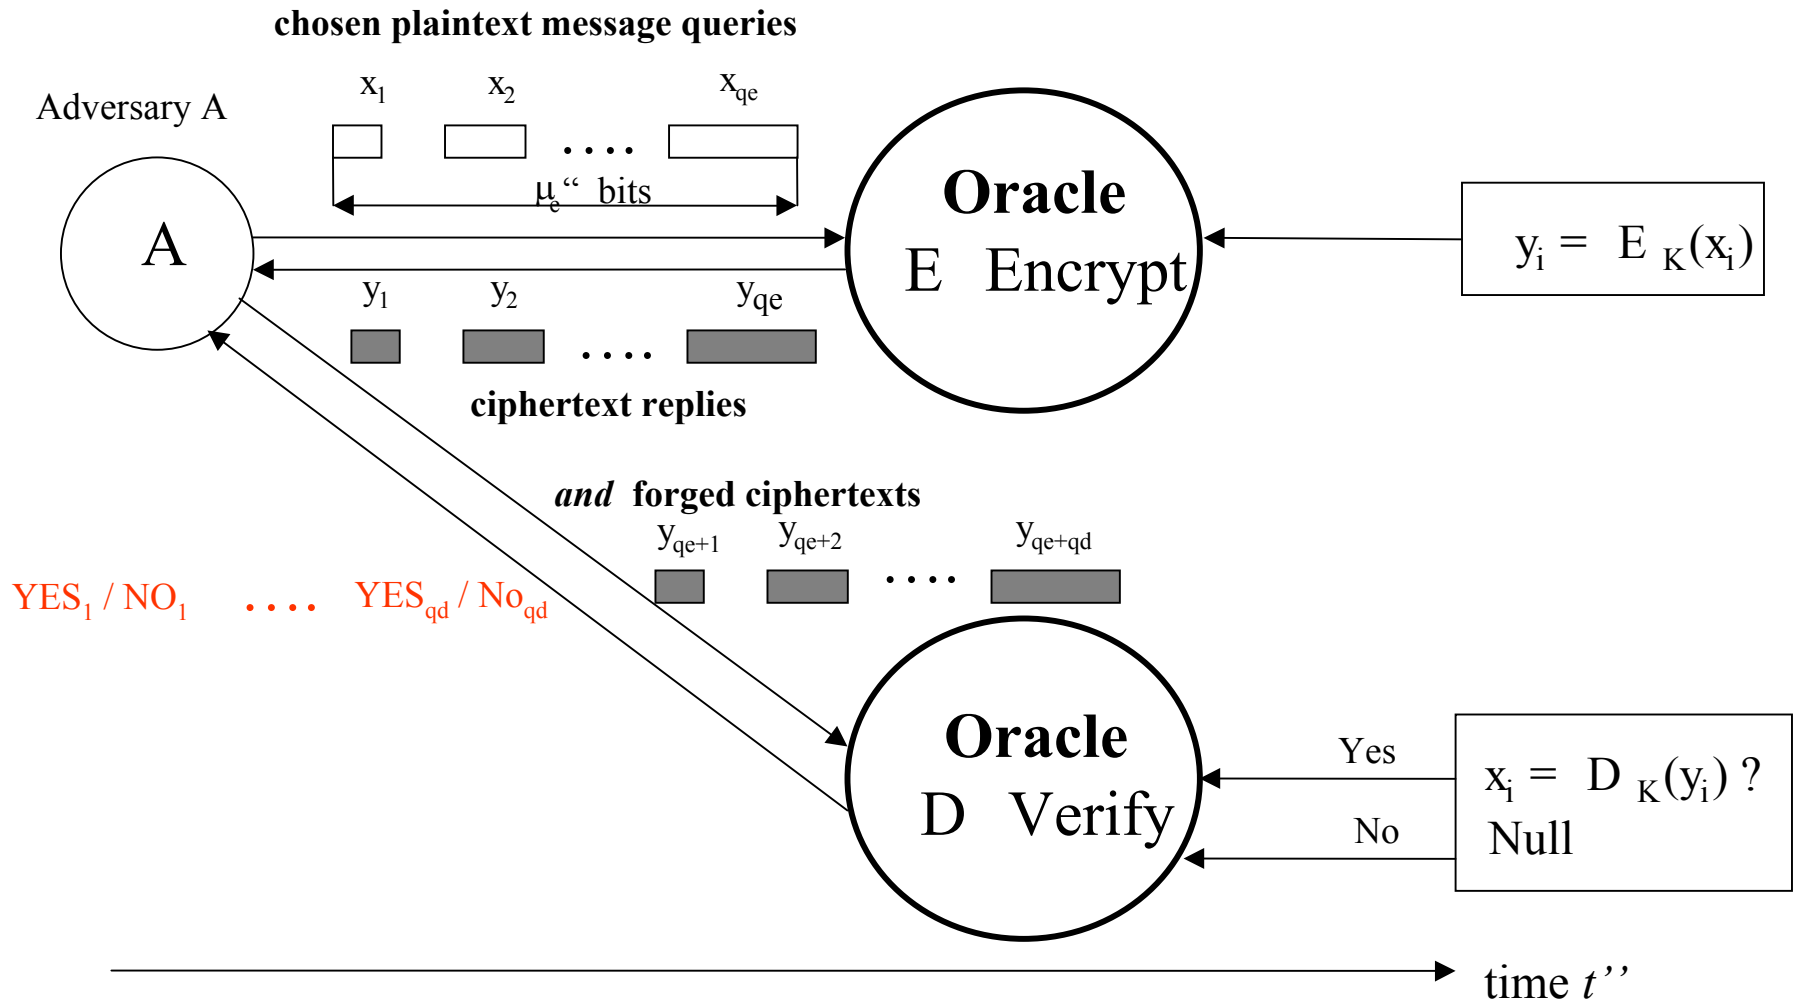 chosen plaintext message queries
x1 x2 xqe
Adversary A
. . . .
μe“ bits
A
Oracle
E Encrypt
yi = E K(xi)
y1 y2 yqe
. . . .
ciphertext replies
and forged ciphertexts
yqe+1 yqe+2 yqe+qd
. . . .
YES1 / NO1 . . . . YESqd / Noqd
Oracle
D Verify
Yes
No
xi = D K(yi) ?
Null
time t’’